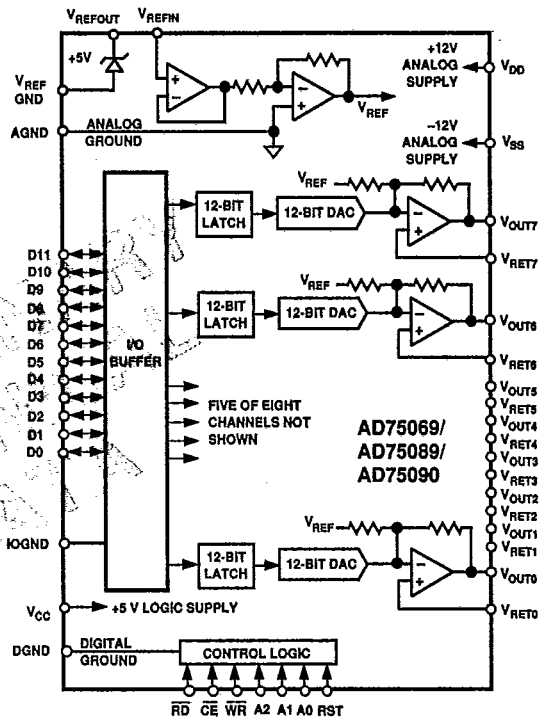 VREFOUT
VREFIN
+5V
VREF
GND
VREF
+12V
ANALOG
SUPPLY
VDD
AGND
ANALOG
GROUND
−12V
ANALOG
SUPPLY
VSS
VREF
12-BIT
LATCH
12-BIT DAC
VOUT7
VRET7
D11
D10
D9
D8
D7
D6
D5
D4
D3
D2
D1
D0
I/O
BUFFER
VREF
12-BIT
LATCH
12-BIT DAC
VOUT6
VRET6
FIVE OF EIGHT
CHANNELS NOT
SHOWN
AD75069/
AD75089/
AD75090
VOUT5
VRET5
VOUT4
VRET4
VOUT3
VRET3
VOUT2
VRET2
VOUT1
VRET1
VOUT0
VRET0
IOGND
VREF
12-BIT
LATCH
12-BIT DAC
VCC
+5 V LOGIC SUPPLY
DGND
DIGITAL
GROUND
CONTROL LOGIC
RD CE WR A2 A1 A0 RST